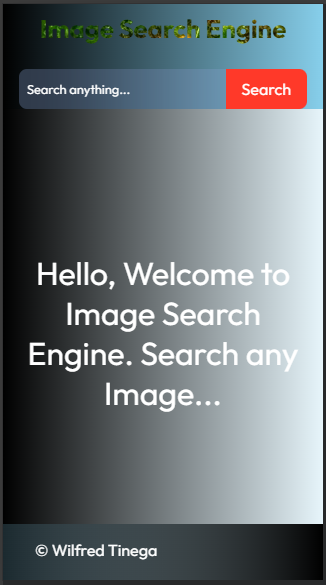 Image Search Engine
Search anything...
Search
Hello, Welcome to
Image Search
Engine. Search any
Image...
© Wilfred Tinega